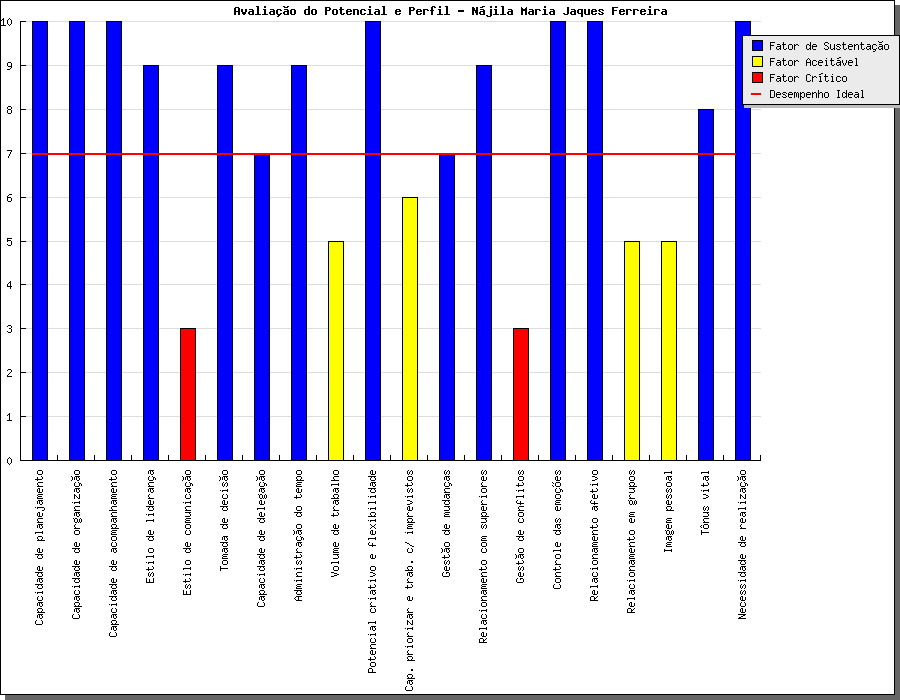 Avaliação do Potencial e Perfil - Nájila Maria Jaques Ferreira
10
9
8
7
6
5
4
3
2
1
0
Fator de Sustentação
Fator Aceitável
Fator Crítico
Desempenho Ideal
Capacidade de planejamento
Capacidade de organização
Capacidade de acompanhamento
Estilo de liderança
Estilo de comunicação
Tomada de decisão
Capacidade de delegação
Administração do tempo
Volume de trabalho
Potencial criativo e flexibilidade
Cap. priorizar e trab. c/ imprevistos
Gestão de mudanças
Relacionamento com superiores
Gestão de conflitos
Controle das emoções
Relacionamento afetivo
Relacionamento em grupos
Imagem pessoal
Tônus vital
Necessidade de realização